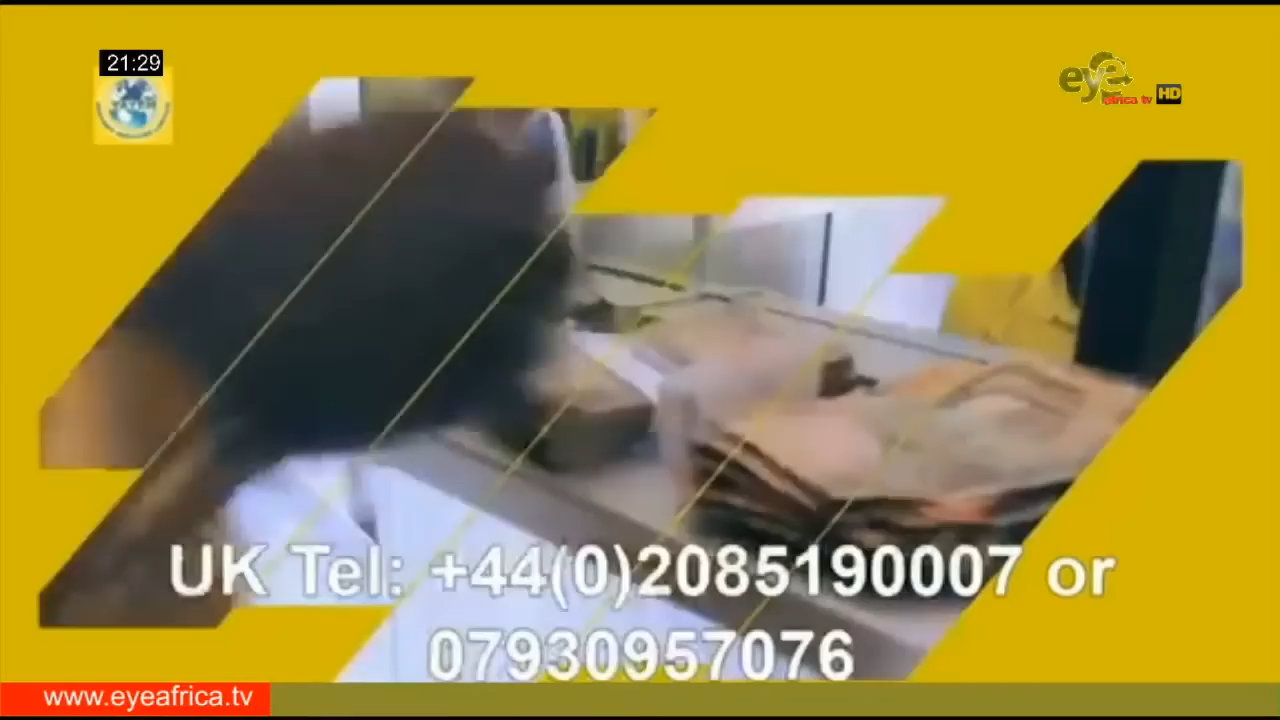 21:29
eye
africa tv HD
UK Tel: +44(0)2085190007 or
07930957076
www.eyeafrica.tv